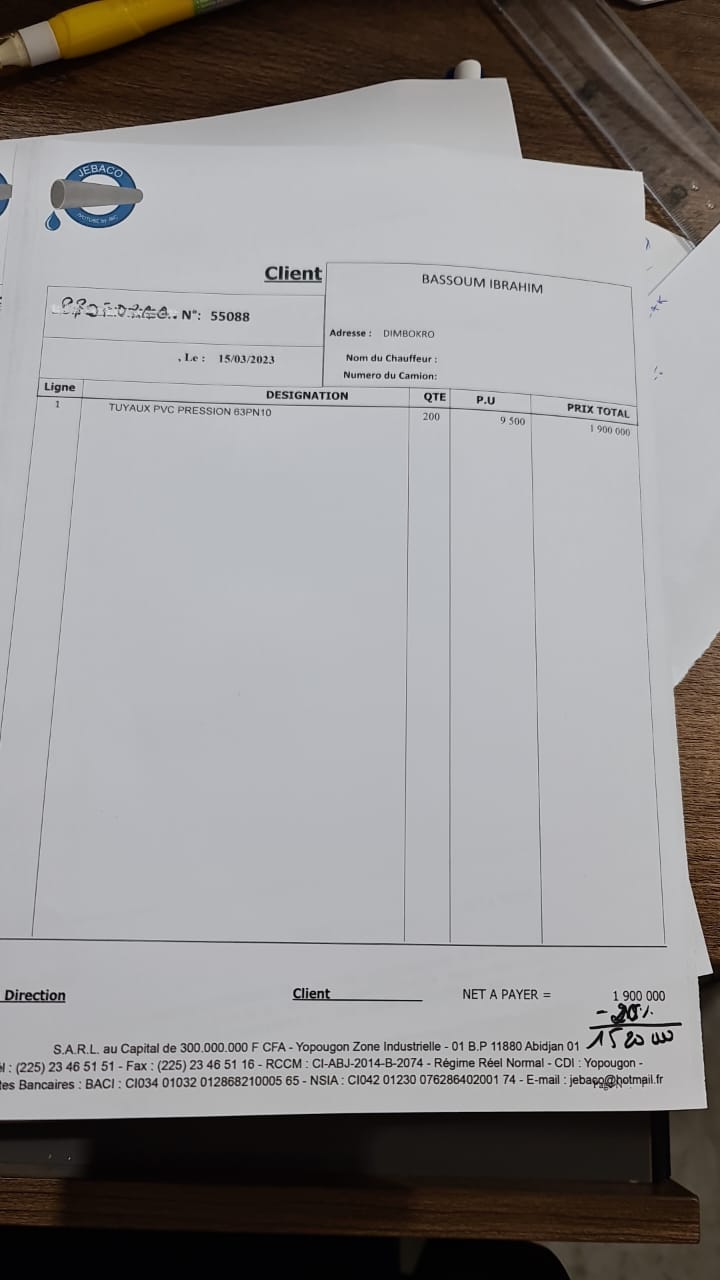 JEBACO
Client
BASSOUM IBRAHIM
N°: 55088
Adresse : DIMBOKRO
, Le : 15/03/2023
Nom du Chauffeur :
Numero du Camion:
Ligne DESIGNATION QTE P.U PRIX TOTAL
1 TUYAUX PVC PRESSION 63PN10 200 9 500 1 900 000
Direction Client NET A PAYER = 1 900 000
- 20%
1520 000
S.A.R.L. au Capital de 300.000.000 F CFA - Yopougon Zone Industrielle - 01 B.P 11880 Abidjan 01
: (225) 23 46 51 51 - Fax : (225) 23 46 51 16 - RCCM : CI-ABJ-2014-B-2074 - Régime Réel Normal - CDI : Yopougon -
tes Bancaires : BACI : CI034 01032 012868210005 65 - NSIA : CI042 01230 076286402001 74 - E-mail : jebaco@hotmail.fr